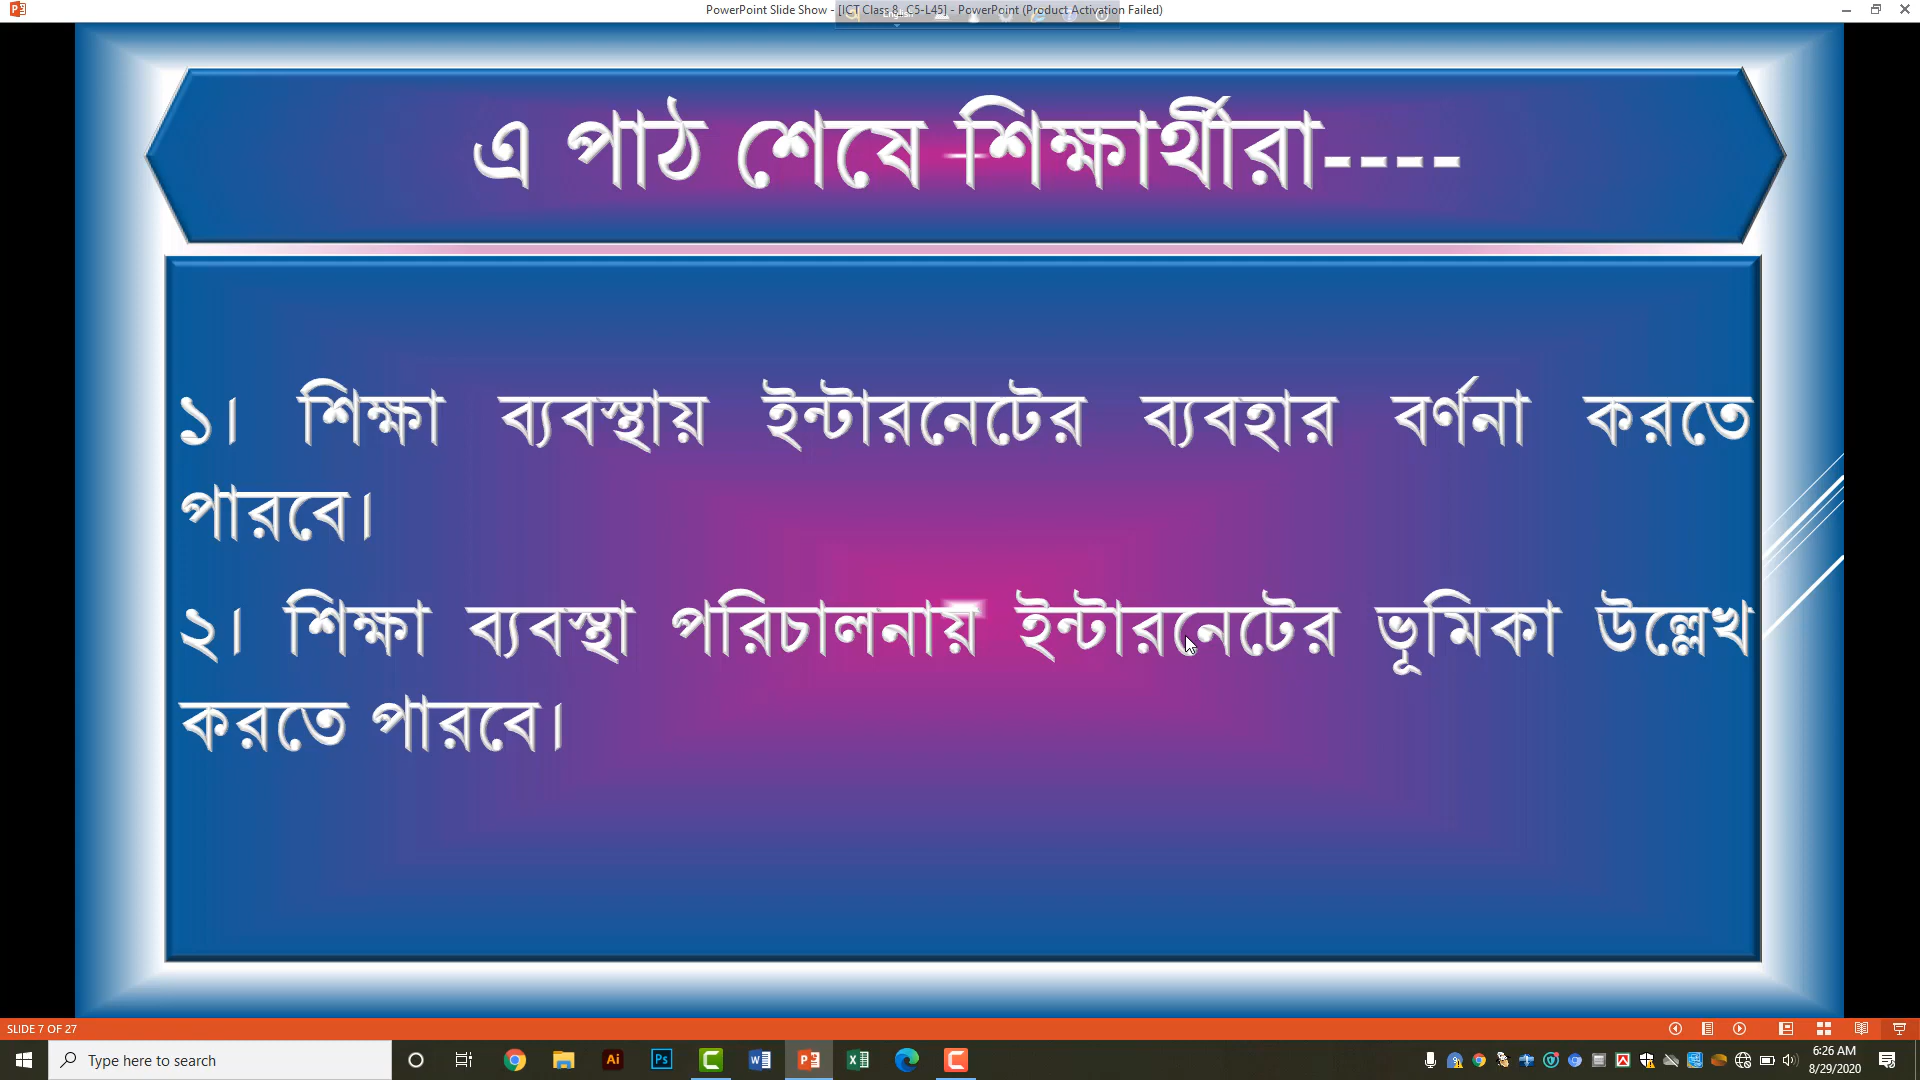 PowerPoint Slide Show - [ICT Class 8_C5-L45] - PowerPoint (Product Activation Failed)
এ পাঠ শেষে শিক্ষার্থীরা----
১। শিক্ষা ব্যবস্থায় ইন্টারনেটের ব্যবহার বর্ণনা করতে
পারবে।
২। শিক্ষা ব্যবস্থা পরিচালনায় ইন্টারনেটের ভূমিকা উল্লেখ
করতে পারবে।
SLIDE 7 OF 27
Type here to search
6:26 AM
8/29/2020